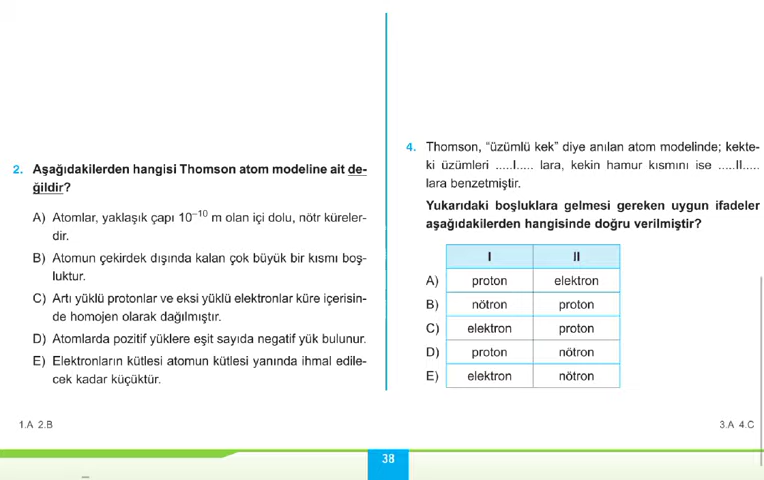 2. Aşağıdakilerden hangisi Thomson atom modeline ait de-
ğildir?
A) Atomlar, yaklaşık çapı 10⁻¹⁰ m olan içi dolu, nötr küreler-
dir.
B) Atomun çekirdek dışında kalan çok büyük bir kısmı boş-
luktur.
C) Artı yüklü protonlar ve eksi yüklü elektronlar küre içerisin-
de homojen olarak dağılmıştır.
D) Atomlarda pozitif yüklere eşit sayıda negatif yük bulunur.
E) Elektronların kütlesi atomun kütlesi yanında ihmal edile-
cek kadar küçüktür.
1.A 2.B
4. Thomson, “üzümlü kek” diye anılan atom modelinde; kekte-
ki üzümleri .....I..... lara, kekin hamur kısmını ise .....II.....
lara benzetmiştir.
Yukarıdaki boşluklara gelmesi gereken uygun ifadeler
aşağıdakilerden hangisinde doğru verilmiştir?
I II
A) proton elektron
B) nötron proton
C) elektron proton
D) proton nötron
E) elektron nötron
3.A 4.C
38